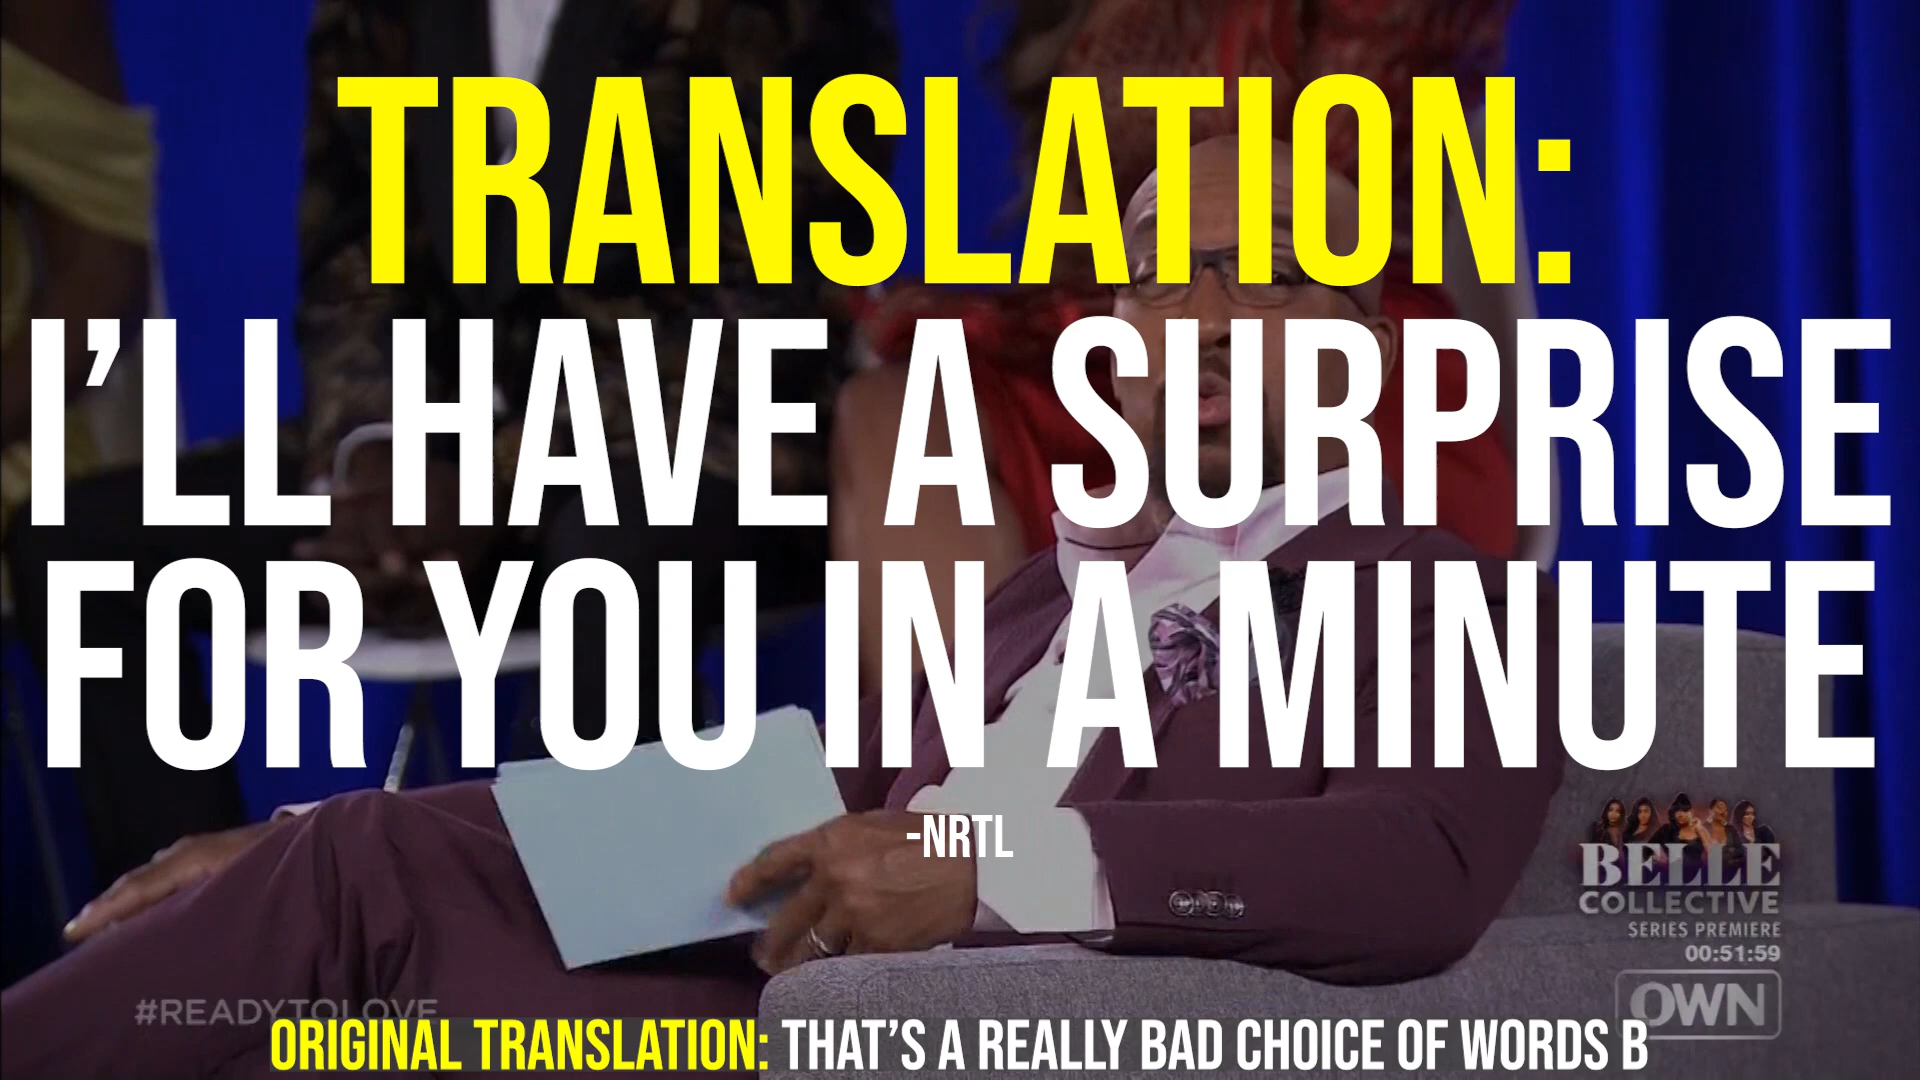 TRANSLATION:
I'LL HAVE A SURPRISE
FOR YOU IN A MINUTE
-NRTL
BELLE
COLLECTIVE
SERIES PREMIERE
00:51:59
#READYTOLOVE
OWN
ORIGINAL TRANSLATION: THAT'S A REALLY BAD CHOICE OF WORDS B